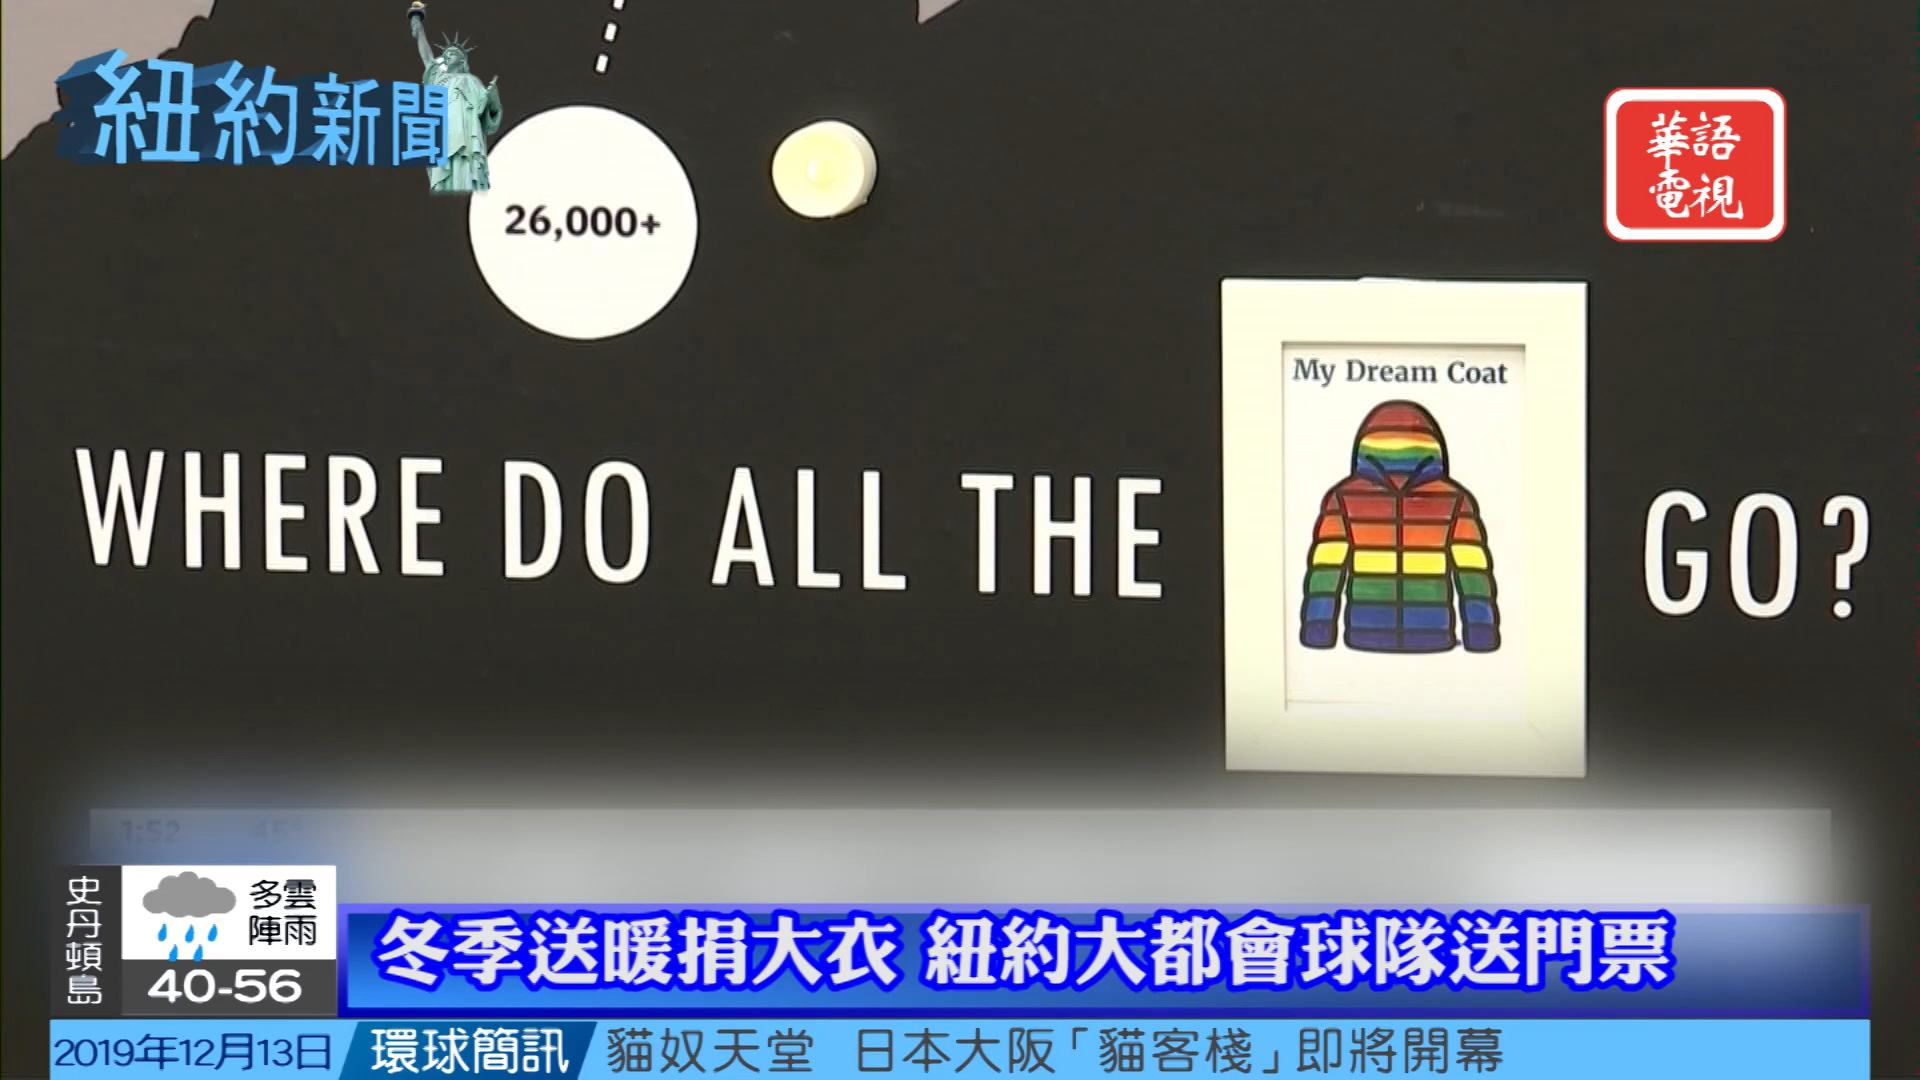 紐約新聞
華語
電視
26,000+
My Dream Coat
WHERE DO ALL THE GO?
1:52 45°
史丹頓島
多雲
陣雨
40-56
冬季送暖捐大衣 紐約大都會球隊送門票
2019年12月13日 環球簡訊 貓奴天堂 日本大阪「貓客棧」即將開幕